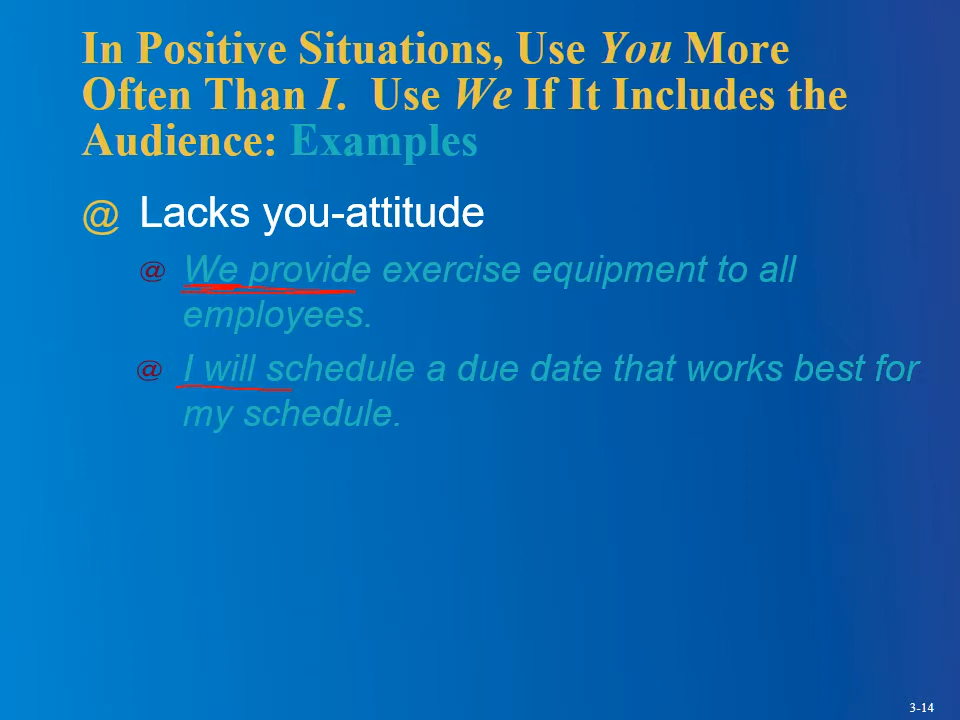 In Positive Situations, Use You More
Often Than I. Use We If It Includes the
Audience: Examples
@ Lacks you-attitude
@ We provide exercise equipment to all
employees.
@ I will schedule a due date that works best for
my schedule.
3-14